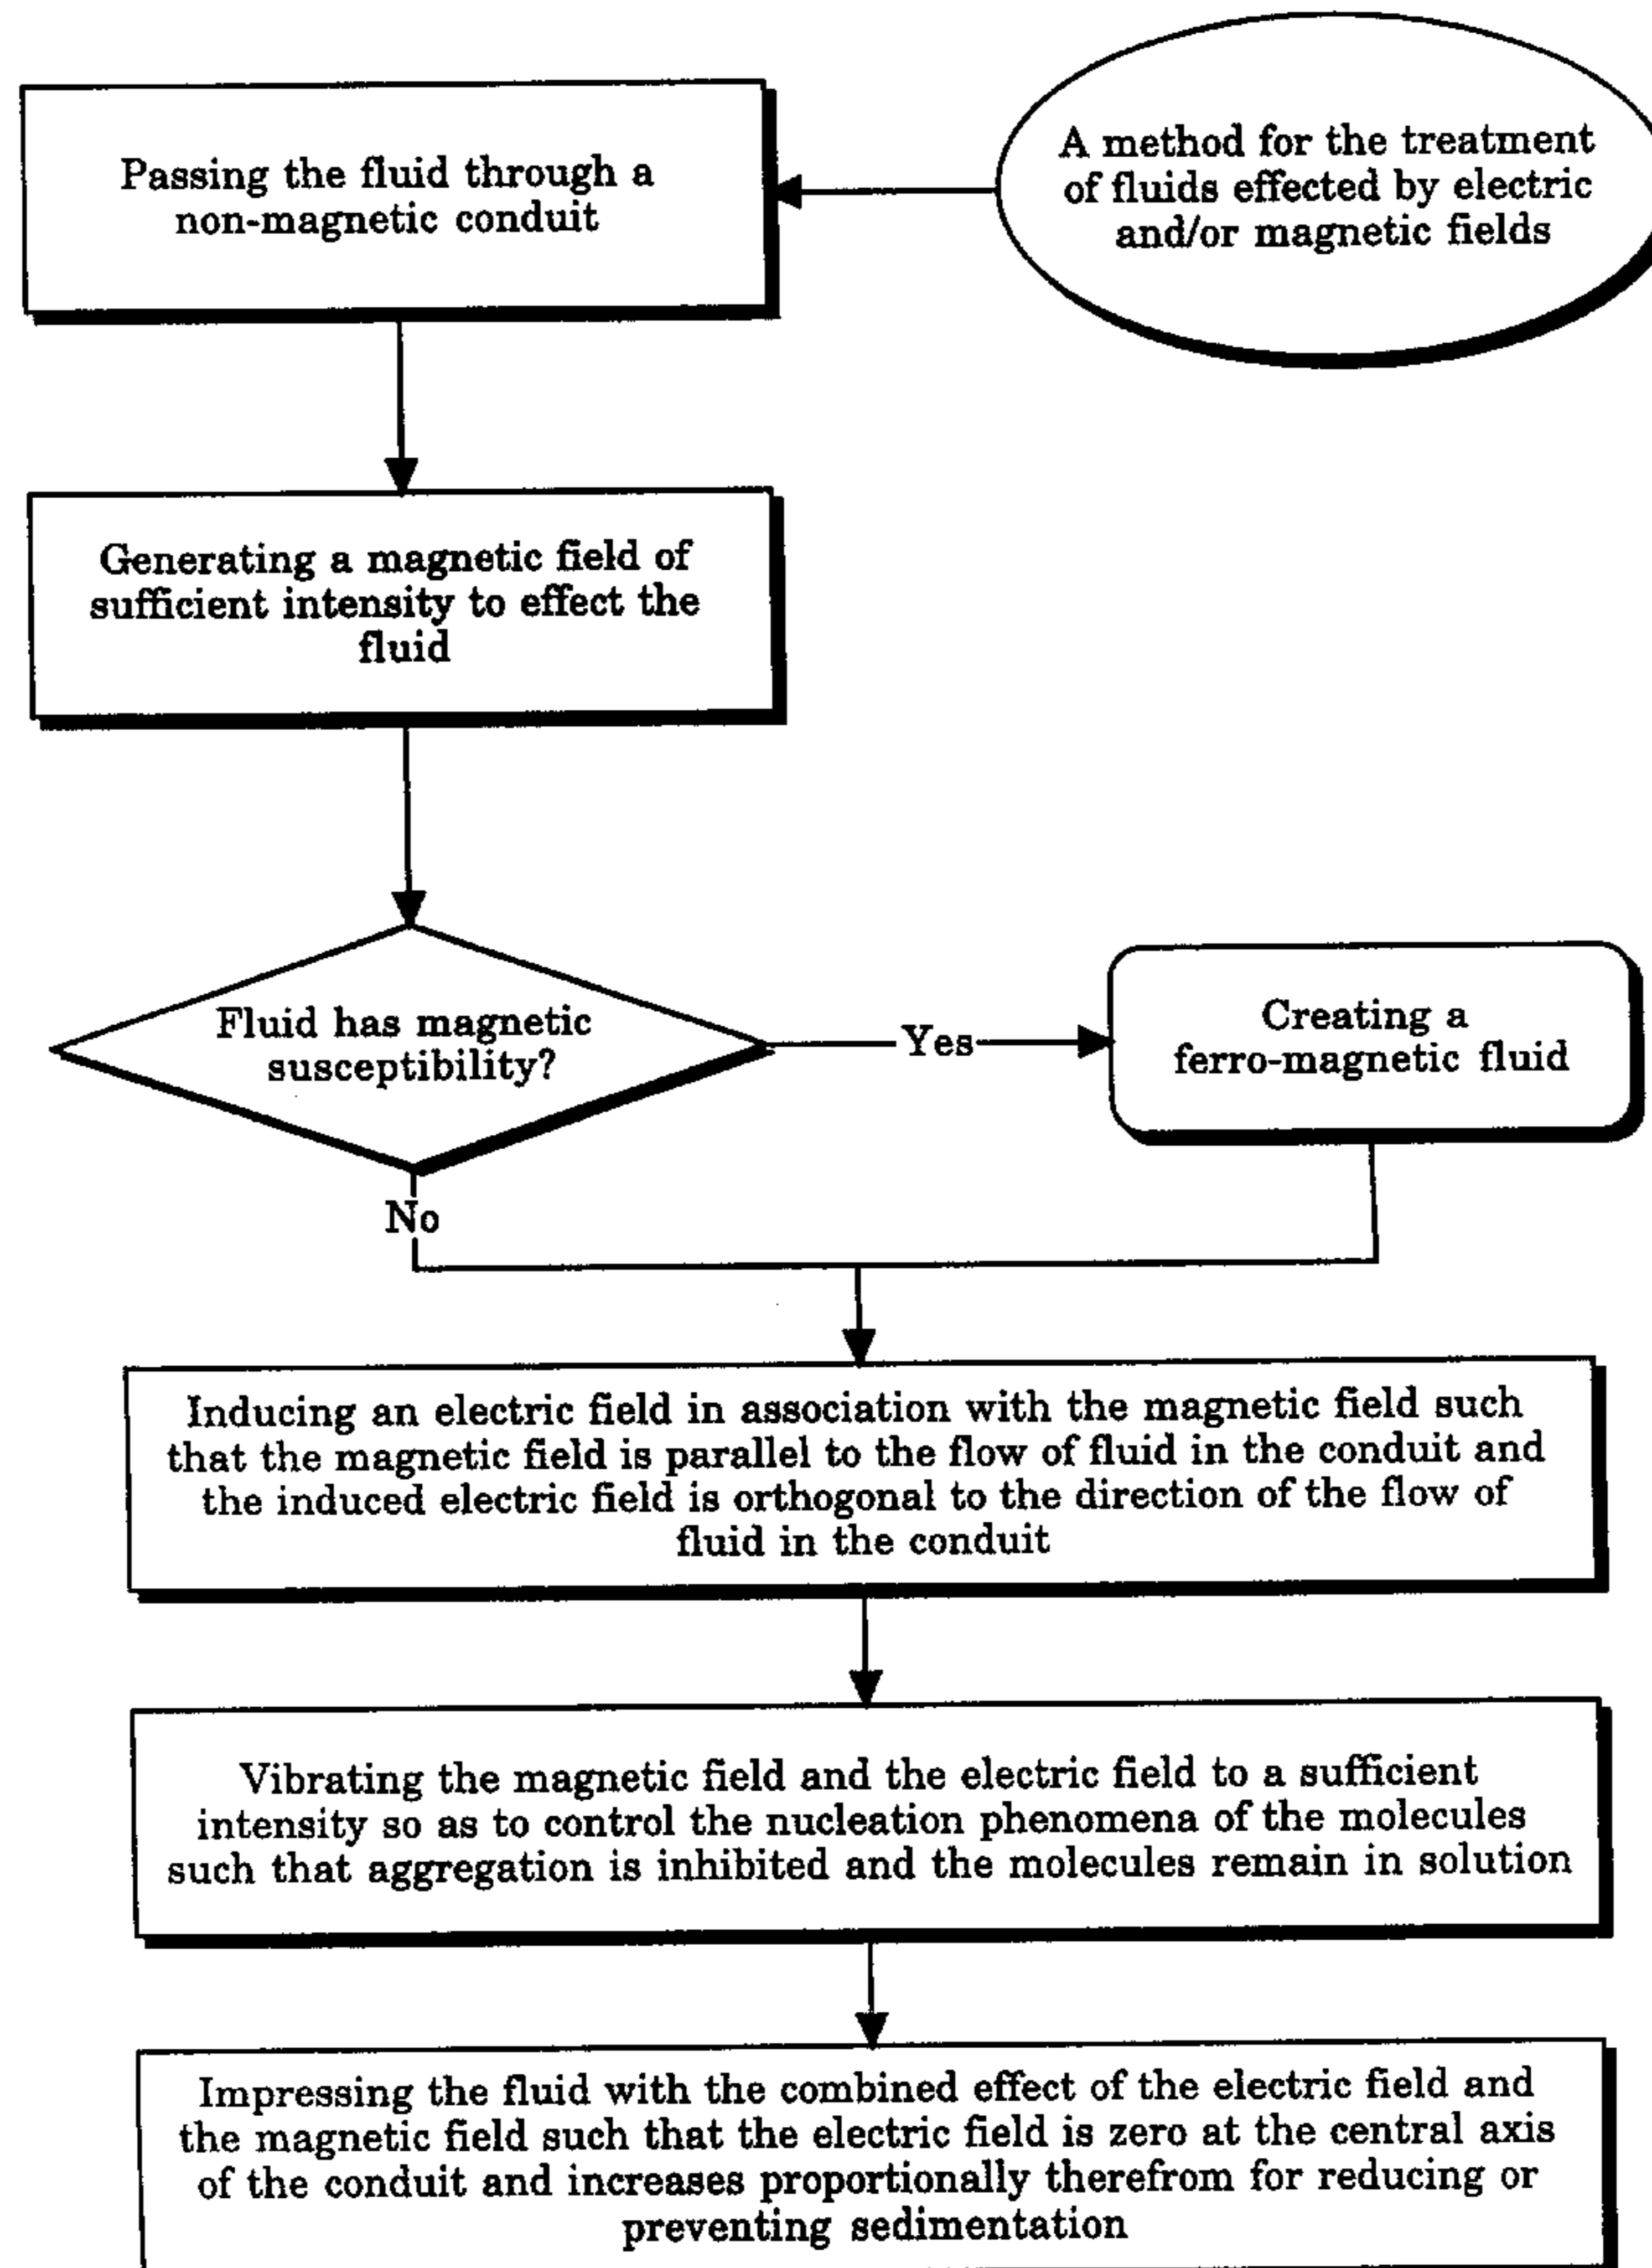 A method for the treatment
of fluids effected by electric
and/or magnetic fields
Passing the fluid through a
non-magnetic conduit
Generating a magnetic field of
sufficient intensity to effect the
fluid
Fluid has magnetic
susceptibility?
Yes
Creating a
ferro-magnetic fluid
No
Inducing an electric field in association with the magnetic field such
that the magnetic field is parallel to the flow of fluid in the conduit and
the induced electric field is orthogonal to the direction of the flow of
fluid in the conduit
Vibrating the magnetic field and the electric field to a sufficient
intensity so as to control the nucleation phenomena of the molecules
such that aggregation is inhibited and the molecules remain in solution
Impressing the fluid with the combined effect of the electric field and
the magnetic field such that the electric field is zero at the central axis
of the conduit and increases proportionally therefrom for reducing or
preventing sedimentation